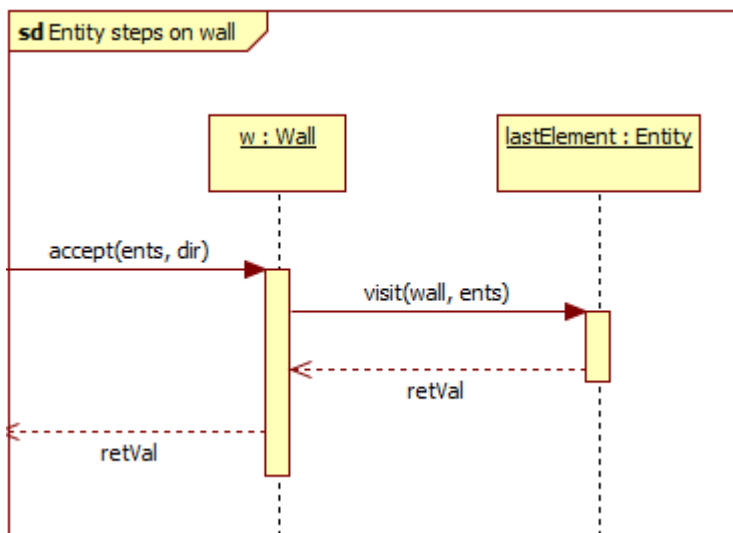 sd Entity steps on wall
w : Wall
lastElement : Entity
accept(ents, dir)
visit(wall, ents)
retVal
retVal